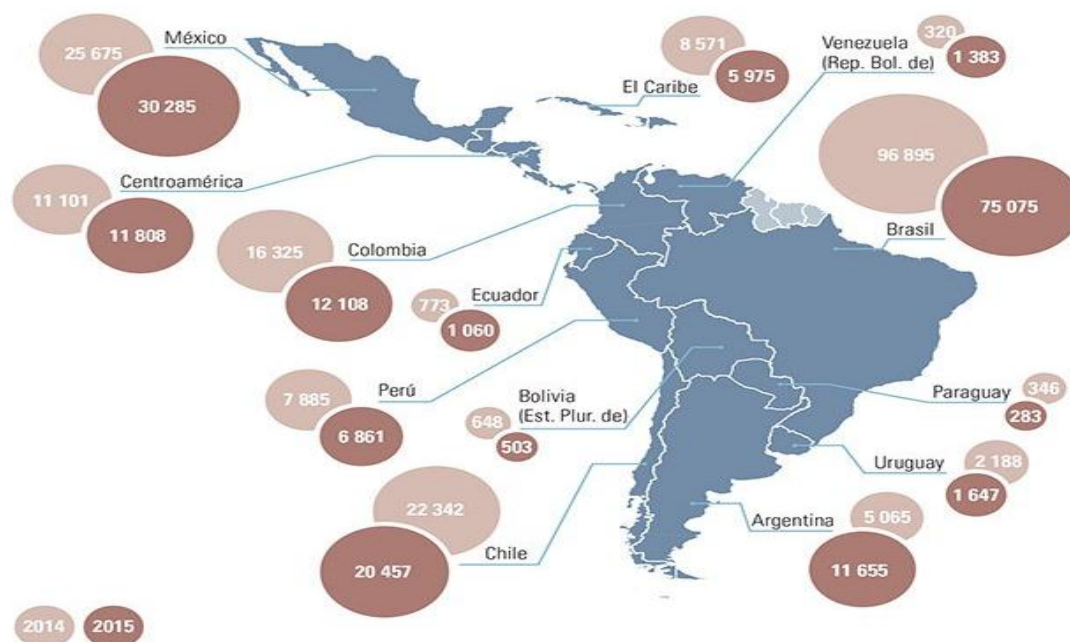 México
25 675
30 285
8 571
5 975
El Caribe
Venezuela
(Rep. Bol. de)
320
1 383
96 895
75 075
Brasil
Centroamérica
11 101
11 808
Colombia
16 325
12 108
Ecuador
773
1 060
Perú
7 885
6 861
Bolivia
(Est. Plur. de)
648
503
Paraguay
346
283
Uruguay
2 188
1 647
Argentina
5 065
11 655
Chile
22 342
20 457
2014
2015